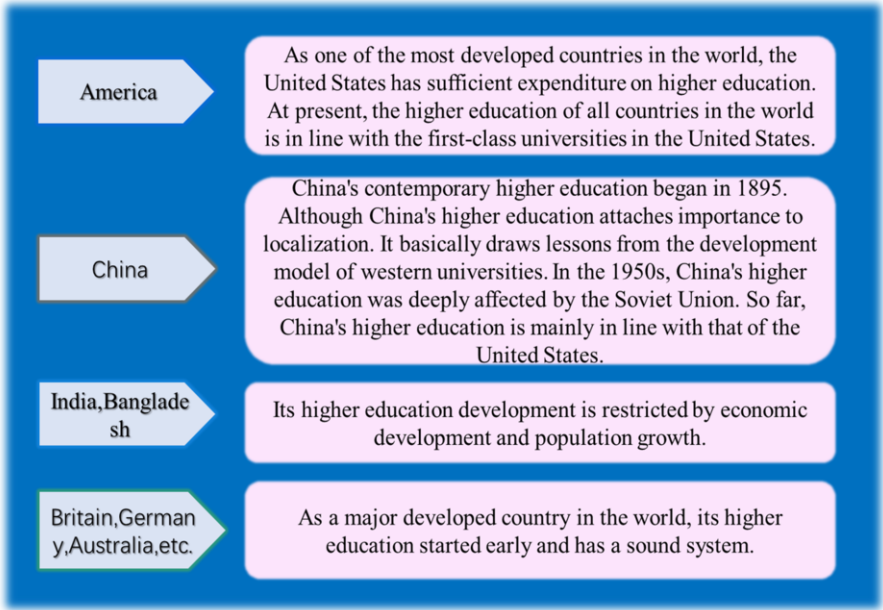 America
As one of the most developed countries in the world, the
United States has sufficient expenditure on higher education.
At present, the higher education of all countries in the world
is in line with the first-class universities in the United States.
China
China's contemporary higher education began in 1895.
Although China's higher education attaches importance to
localization. It basically draws lessons from the development
model of western universities. In the 1950s, China's higher
education was deeply affected by the Soviet Union. So far,
China's higher education is mainly in line with that of the
United States.
India,Banglade
sh
Its higher education development is restricted by economic
development and population growth.
Britain,German
y,Australia,etc.
As a major developed country in the world, its higher
education started early and has a sound system.